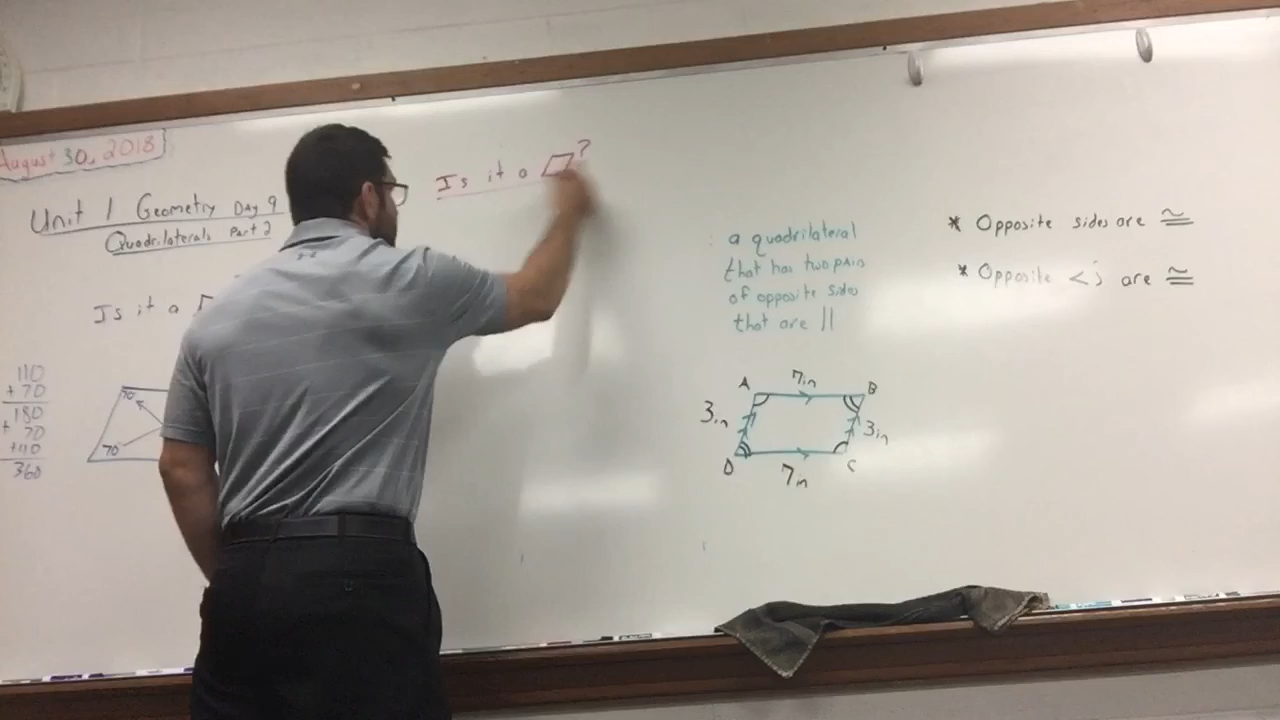 August 30, 2018
Unit 1 Geometry Day 9
Quadrilaterals Part 2
Is it a
110
+ 70
180
+ 70
+110
360
70
70
Is it a ▱?
: a quadrilateral
that has two pairs
of opposite sides
that are ||
A 7in B
3in 3in
D 7in C
* Opposite sides are ≅
* Opposite <s are ≅